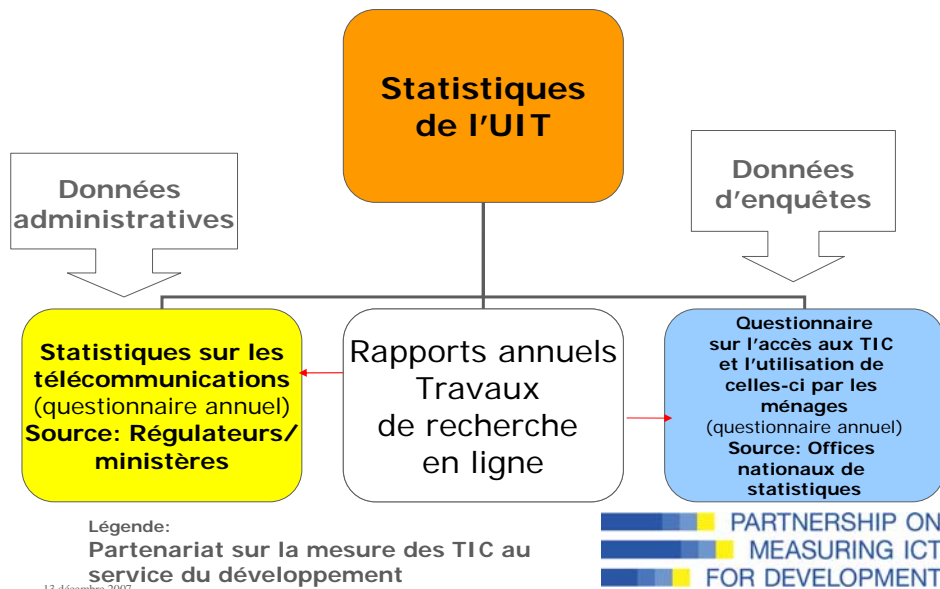 Statistiques
de l'UIT
Données
administratives
Données
d'enquêtes
Statistiques sur les
télécommunications
(questionnaire annuel)
Source: Régulateurs/
ministères
Rapports annuels
Travaux
de recherche
en ligne
Questionnaire
sur l'accès aux TIC
et l'utilisation de
celles-ci par les
ménages
(questionnaire annuel)
Source: Offices
nationaux de
statistiques
Légende:
Partenariat sur la mesure des TIC au
service du développement
13 décembre 2007
PARTNERSHIP ON
MEASURING ICT
FOR DEVELOPMENT